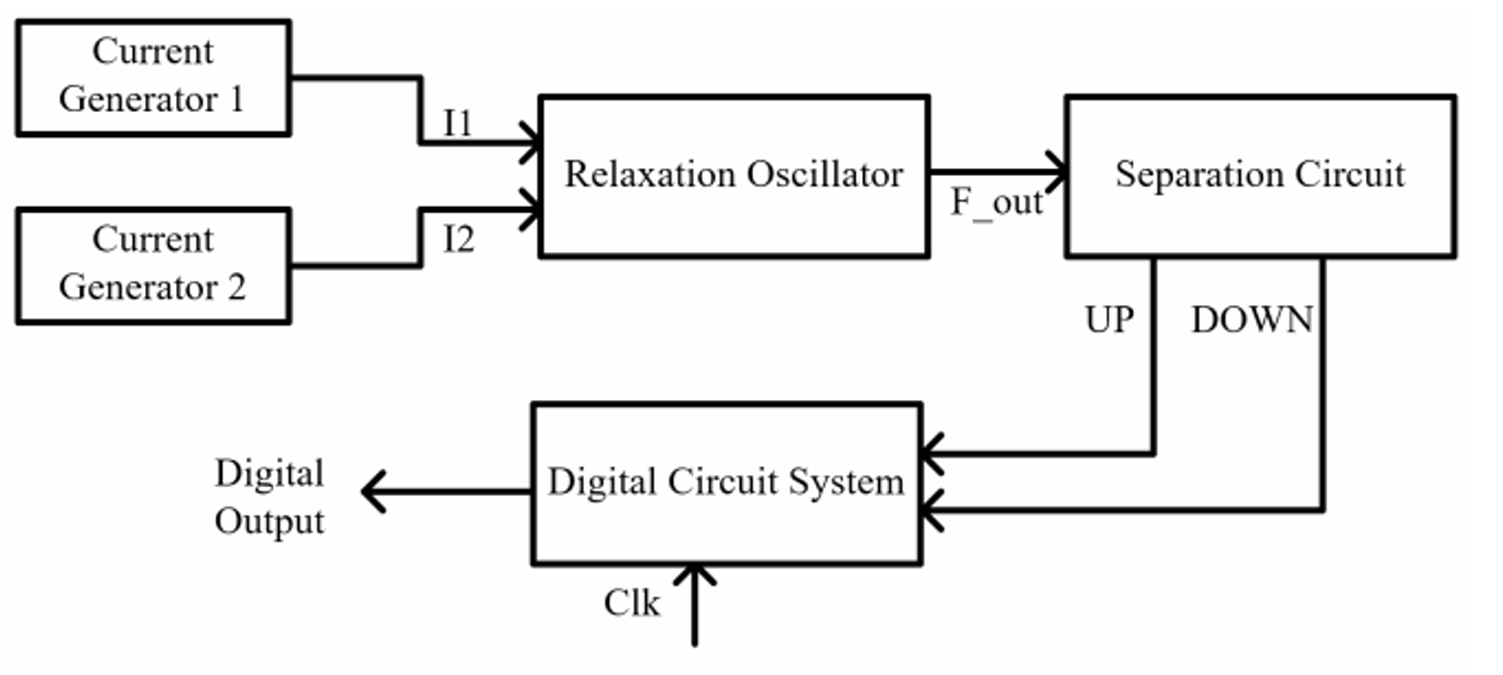 Current
Generator 1
I1
Relaxation Oscillator
F_out
Separation Circuit
Current
Generator 2
I2
UP
DOWN
Digital Circuit System
Digital
Output
Clk